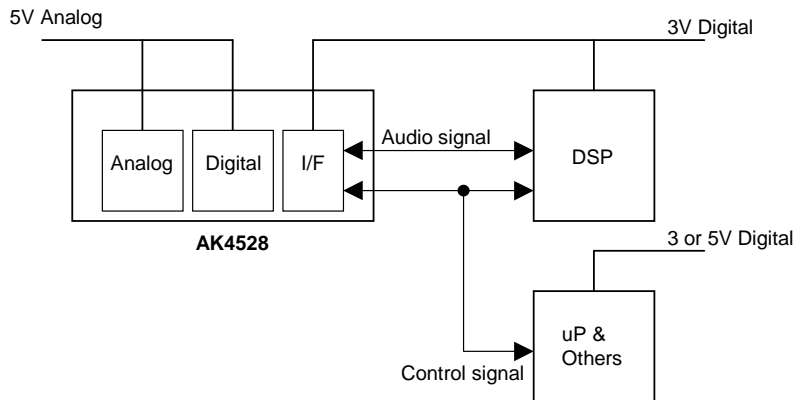 5V Analog
3V Digital
Audio signal
Analog
Digital
I/F
DSP
AK4528
3 or 5V Digital
uP &
Others
Control signal